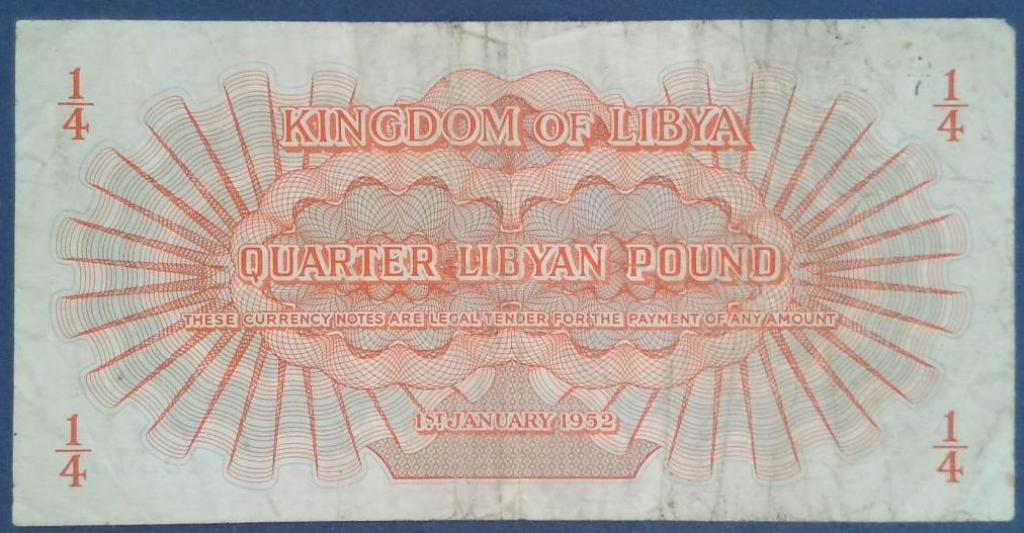 1/4 1/4
KINGDOM OF LIBYA
QUARTER LIBYAN POUND
THESE CURRENCY NOTES ARE LEGAL TENDER FOR THE PAYMENT OF ANY AMOUNT
1ST JANUARY 1952
1/4 1/4